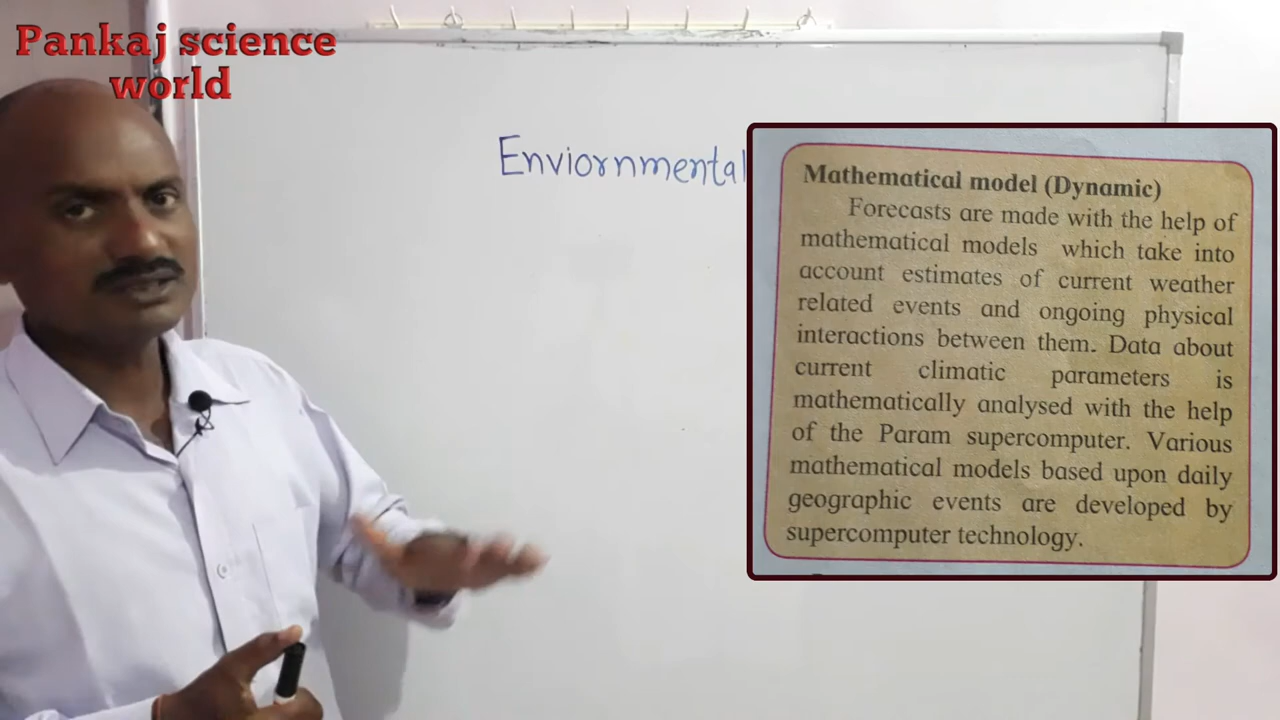 Pankaj science
world
Enviornmental
Mathematical model (Dynamic)
Forecasts are made with the help of
mathematical models which take into
account estimates of current weather
related events and ongoing physical
interactions between them. Data about
current climatic parameters is
mathematically analysed with the help
of the Param supercomputer. Various
mathematical models based upon daily
geographic events are developed by
supercomputer technology.